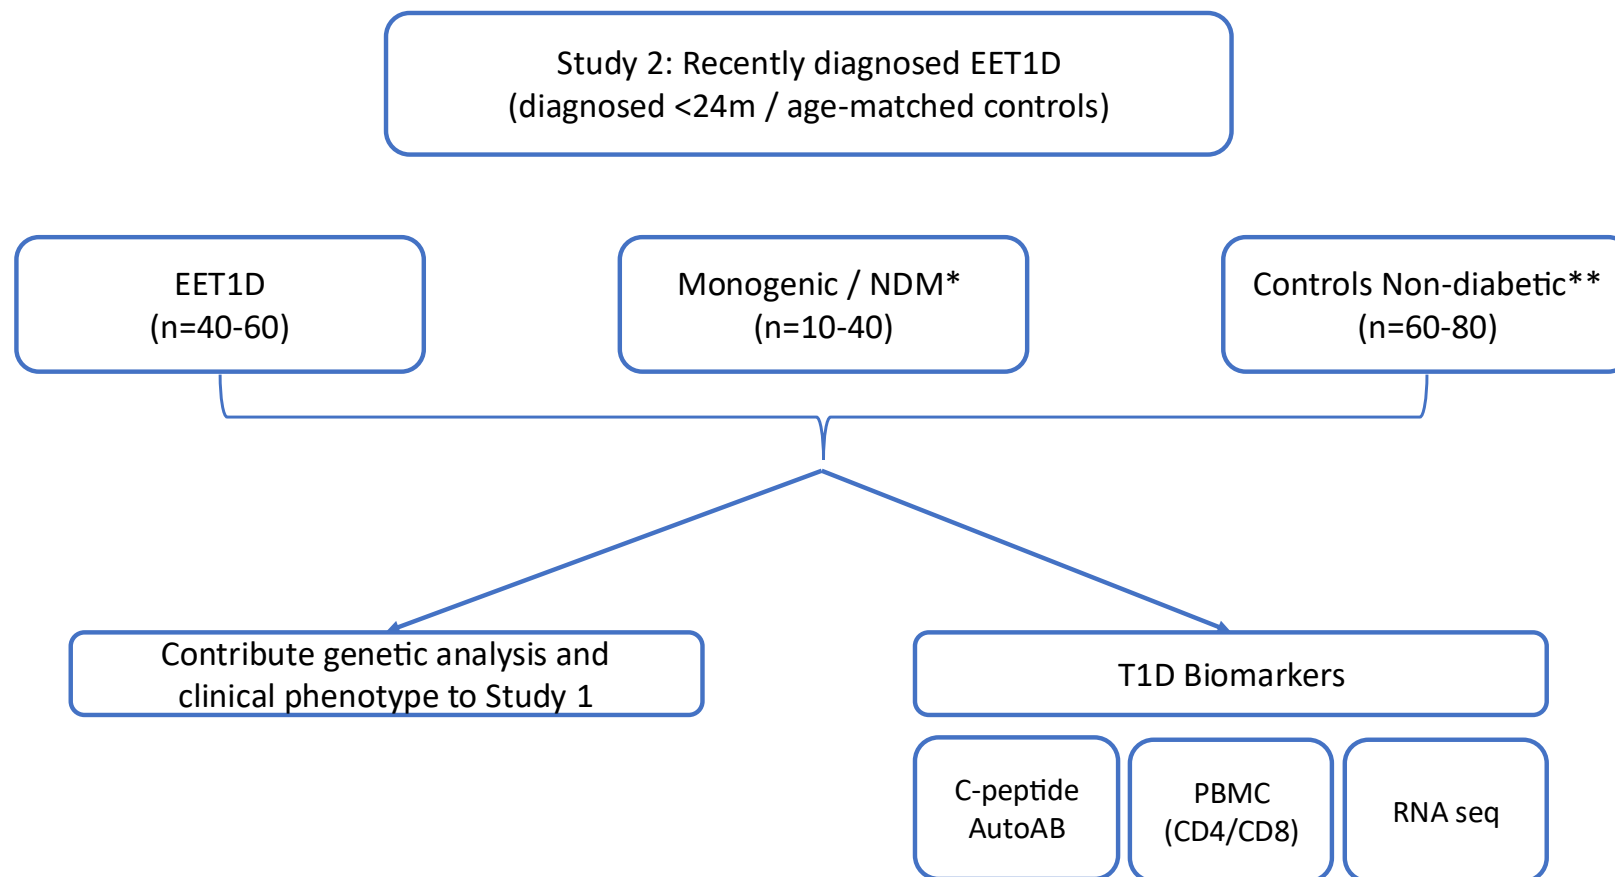 Study 2: Recently diagnosed EET1D
(diagnosed <24m / age-matched controls)
EET1D
(n=40-60)
Monogenic / NDM*
(n=10-40)
Controls Non-diabetic**
(n=60-80)
Contribute genetic analysis and
clinical phenotype to Study 1
T1D Biomarkers
C-peptide
AutoAB
PBMC
(CD4/CD8)
RNA seq